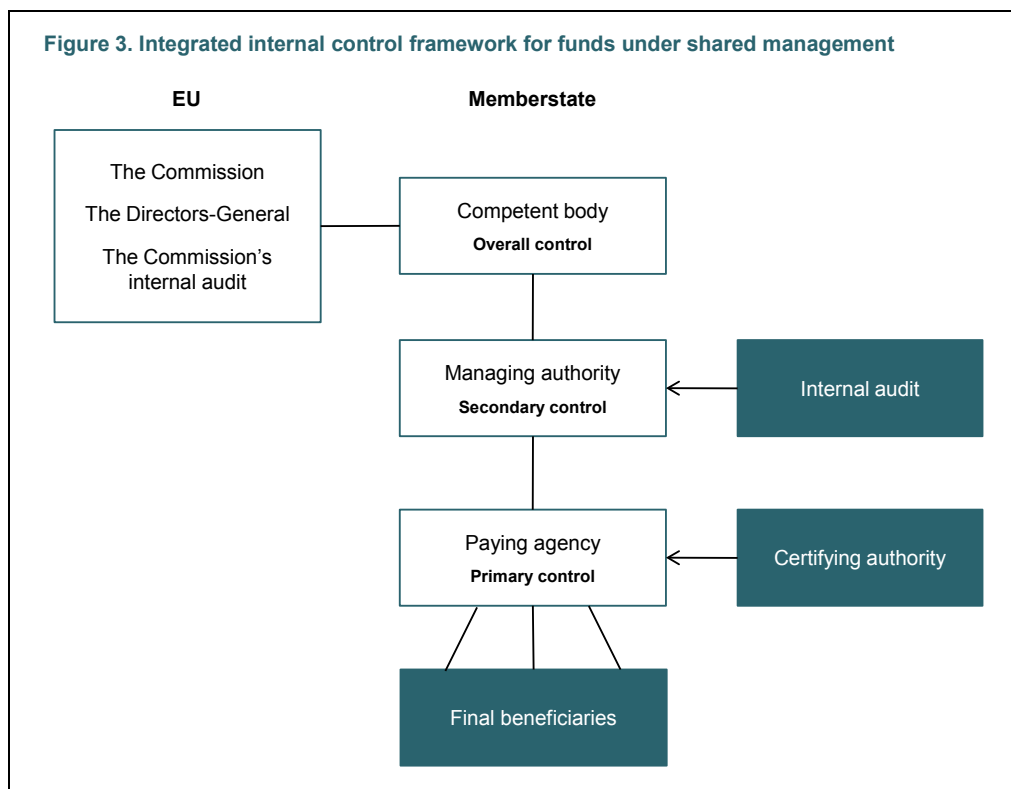 Figure 3. Integrated internal control framework for funds under shared management
EU
Memberstate
The Commission
The Directors-General
The Commission's
internal audit
Competent body
Overall control
Managing authority
Secondary control
Internal audit
Paying agency
Primary control
Certifying authority
Final beneficiaries